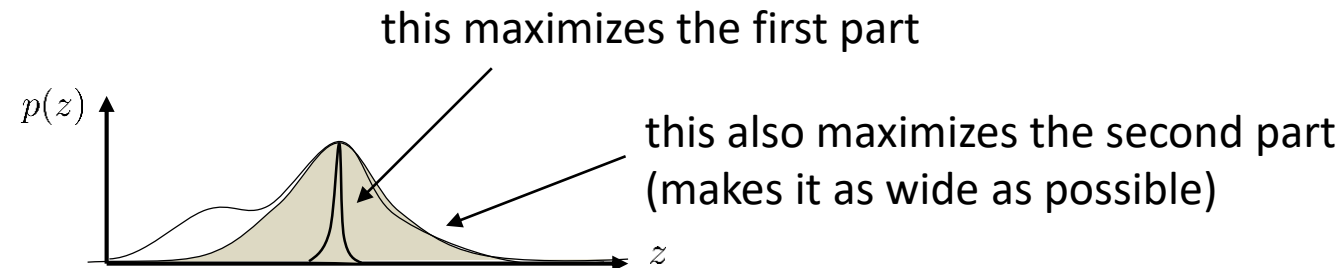 this maximizes the first part
p(z)
this also maximizes the second part
(makes it as wide as possible)
z